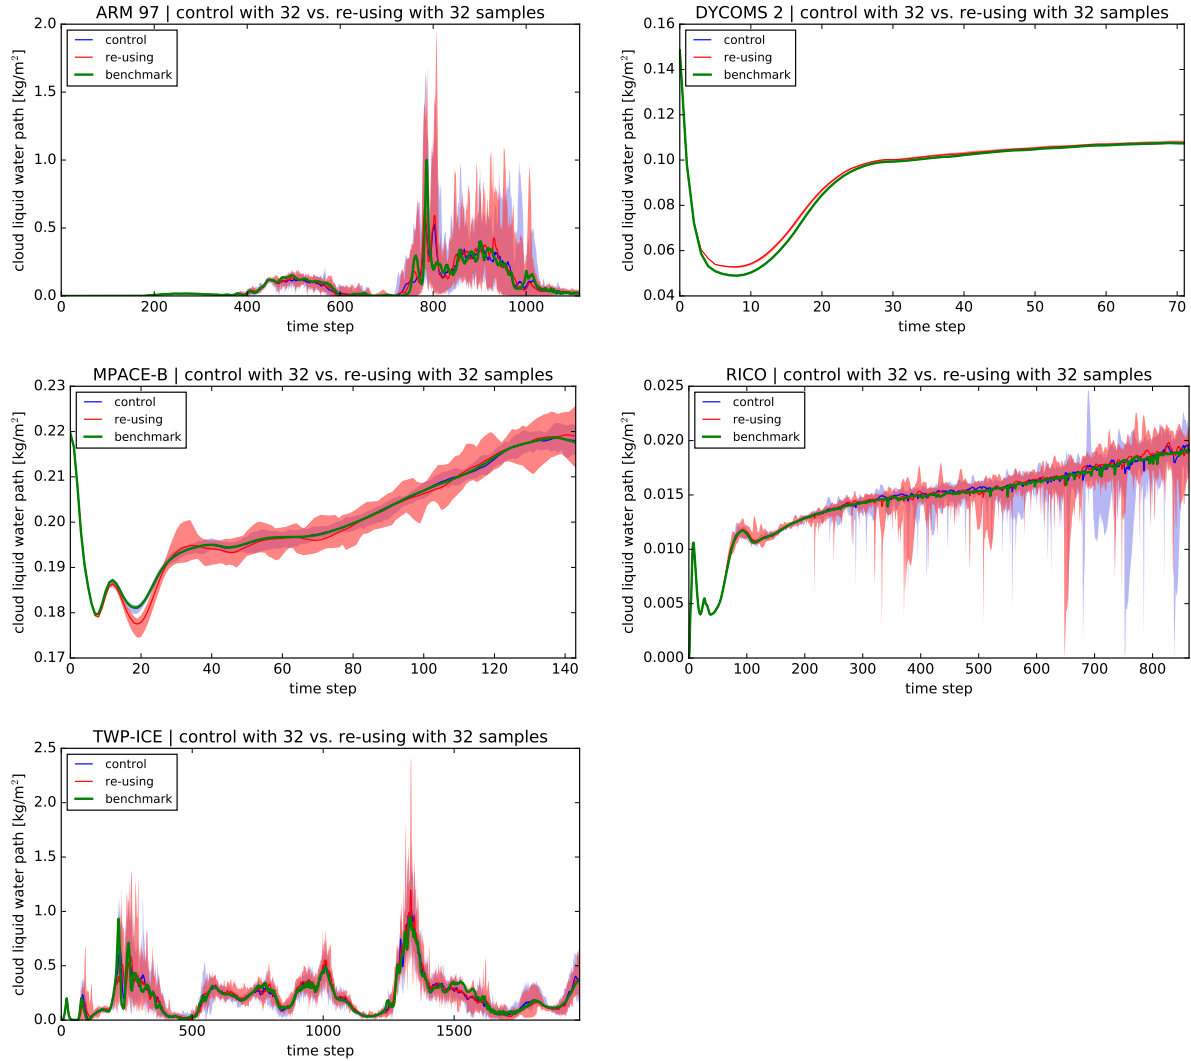 ARM 97 | control with 32 vs. re-using with 32 samples
cloud liquid water path [kg/m²]
2.0
1.5
1.0
0.5
0.0
control
re-using
benchmark
0 200 400 600 800 1000
time step
DYCOMS 2 | control with 32 vs. re-using with 32 samples
cloud liquid water path [kg/m²]
0.16
0.14
0.12
0.10
0.08
0.06
0.04
control
re-using
benchmark
0 10 20 30 40 50 60 70
time step
MPACE-B | control with 32 vs. re-using with 32 samples
cloud liquid water path [kg/m²]
0.23
0.22
0.21
0.20
0.19
0.18
0.17
control
re-using
benchmark
0 20 40 60 80 100 120 140
time step
RICO | control with 32 vs. re-using with 32 samples
cloud liquid water path [kg/m²]
0.025
0.020
0.015
0.010
0.005
0.000
control
re-using
benchmark
0 100 200 300 400 500 600 700 800
time step
TWP-ICE | control with 32 vs. re-using with 32 samples
cloud liquid water path [kg/m²]
2.5
2.0
1.5
1.0
0.5
0.0
control
re-using
benchmark
0 500 1000 1500
time step